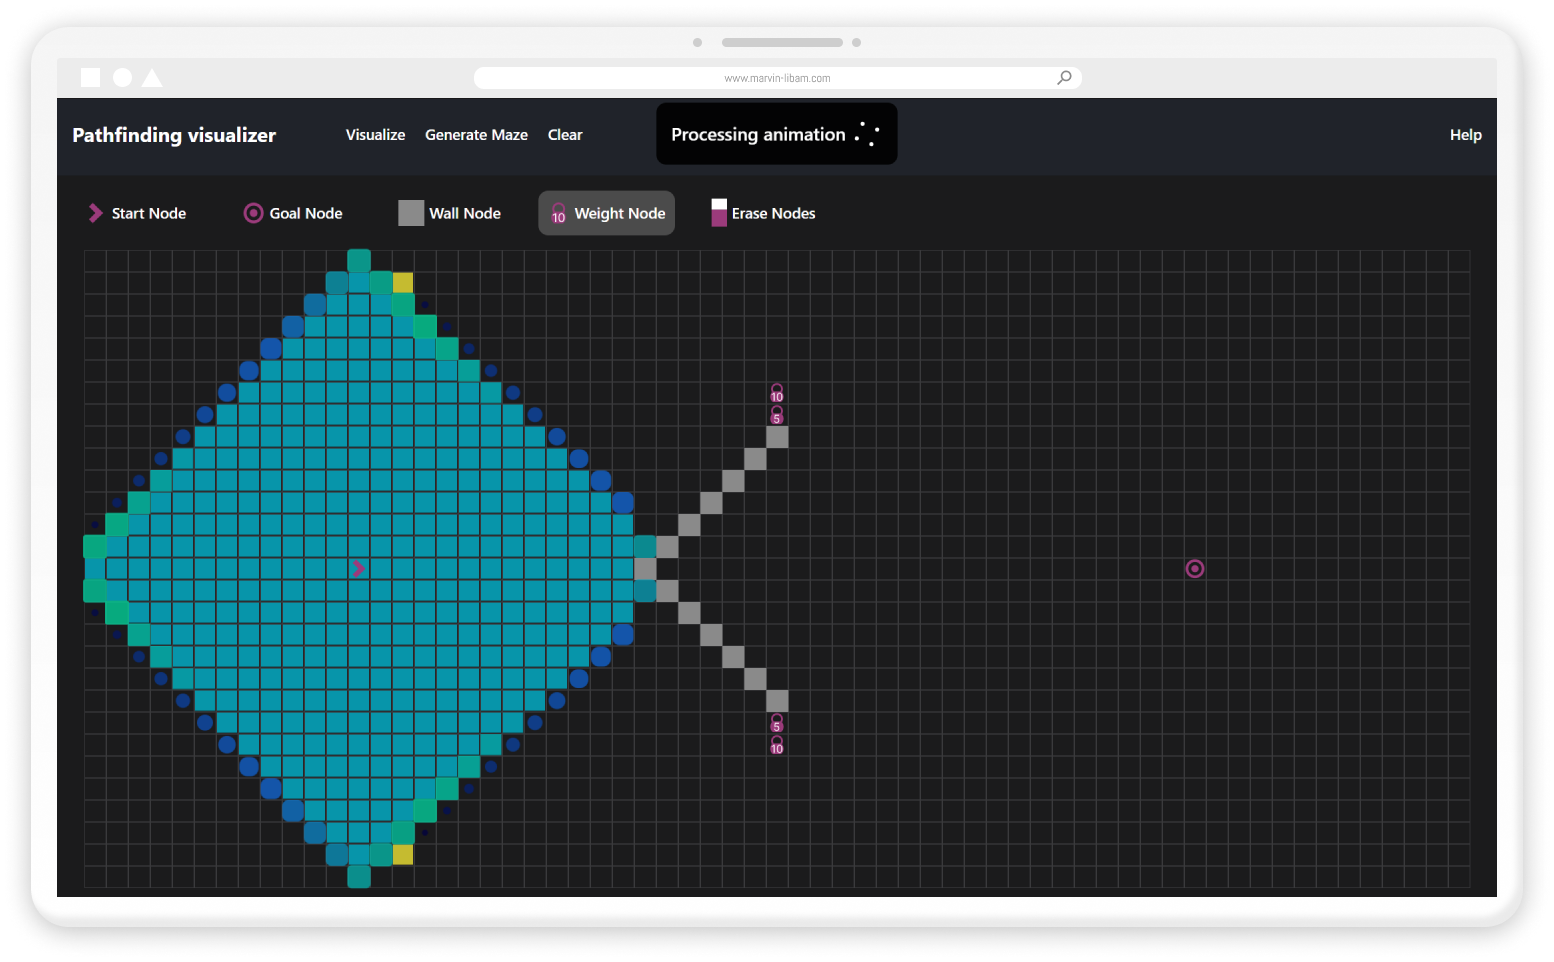 www.marvin-libam.com
Pathfinding visualizer Visualize Generate Maze Clear Processing animation Help
Start Node Goal Node Wall Node 10 Weight Node Erase Nodes
10
5
5
10